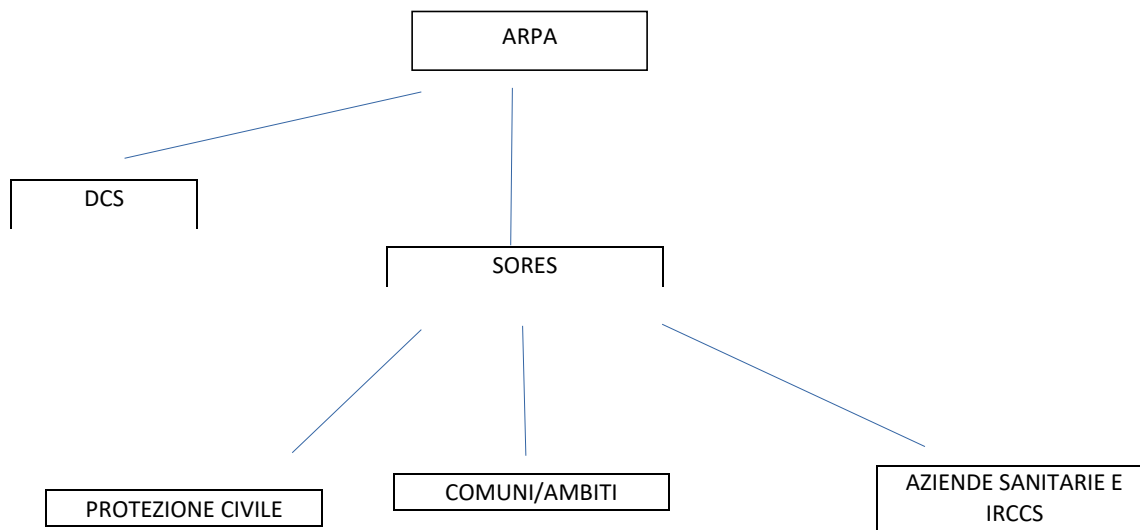 ARPA
DCS
SORES
PROTEZIONE CIVILE
COMUNI/AMBITI
AZIENDE SANITARIE E
IRCCS